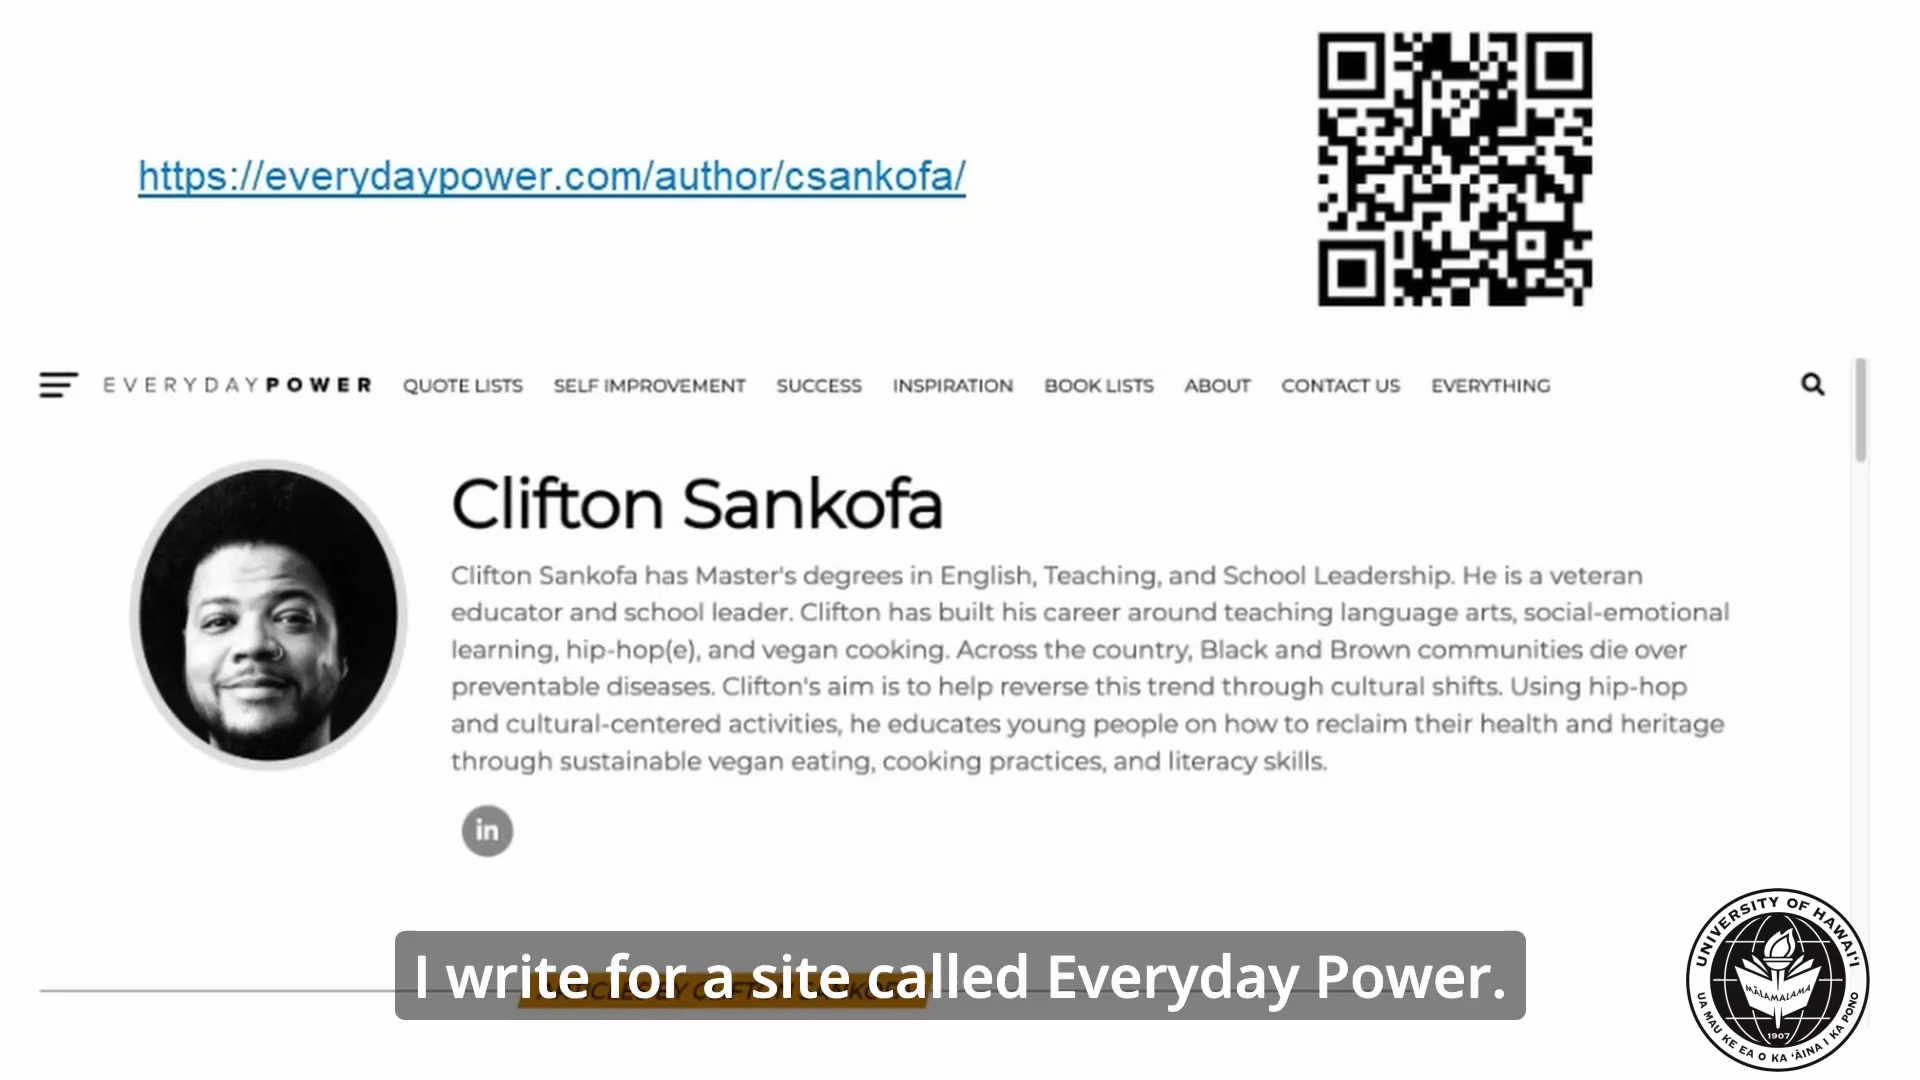 https://everydaypower.com/author/csankofa/
EVERYDAYPOWER QUOTE LISTS SELF IMPROVEMENT SUCCESS INSPIRATION BOOK LISTS ABOUT CONTACT US EVERYTHING
Clifton Sankofa
Clifton Sankofa has Master's degrees in English, Teaching, and School Leadership. He is a veteran
educator and school leader. Clifton has built his career around teaching language arts, social-emotional
learning, hip-hop(e), and vegan cooking. Across the country, Black and Brown communities die over
preventable diseases. Clifton's aim is to help reverse this trend through cultural shifts. Using hip-hop
and cultural-centered activities, he educates young people on how to reclaim their health and heritage
through sustainable vegan eating, cooking practices, and literacy skills.
in
I write for a site called Everyday Power.
UNIVERSITY OF HAWAI‘I
MĀLAMALAMA
1907
UA MAU KE EA O KA ‘ĀINA I KA PONO